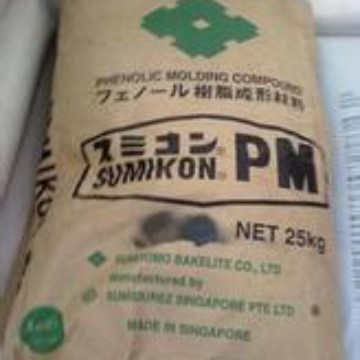 PHENOLIC MOLDING COMPOUND
フェノール樹脂成形材料
スミコン®
SUMIKON® PM
NET 25kg
SUMITOMO BAKELITE CO., LTD
manufactured by
SUMIDUREZ SINGAPORE PTE LTD
MADE IN SINGAPORE